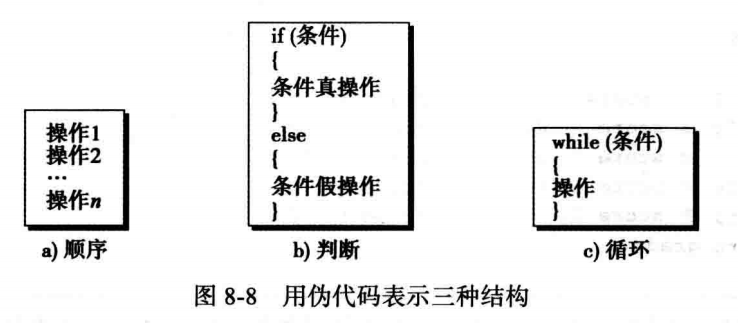 操作1
操作2
…
操作n
a) 顺序
if (条件)
{
条件真操作
}
else
{
条件假操作
}
b) 判断
while (条件)
{
操作
}
c) 循环
图 8-8 用伪代码表示三种结构